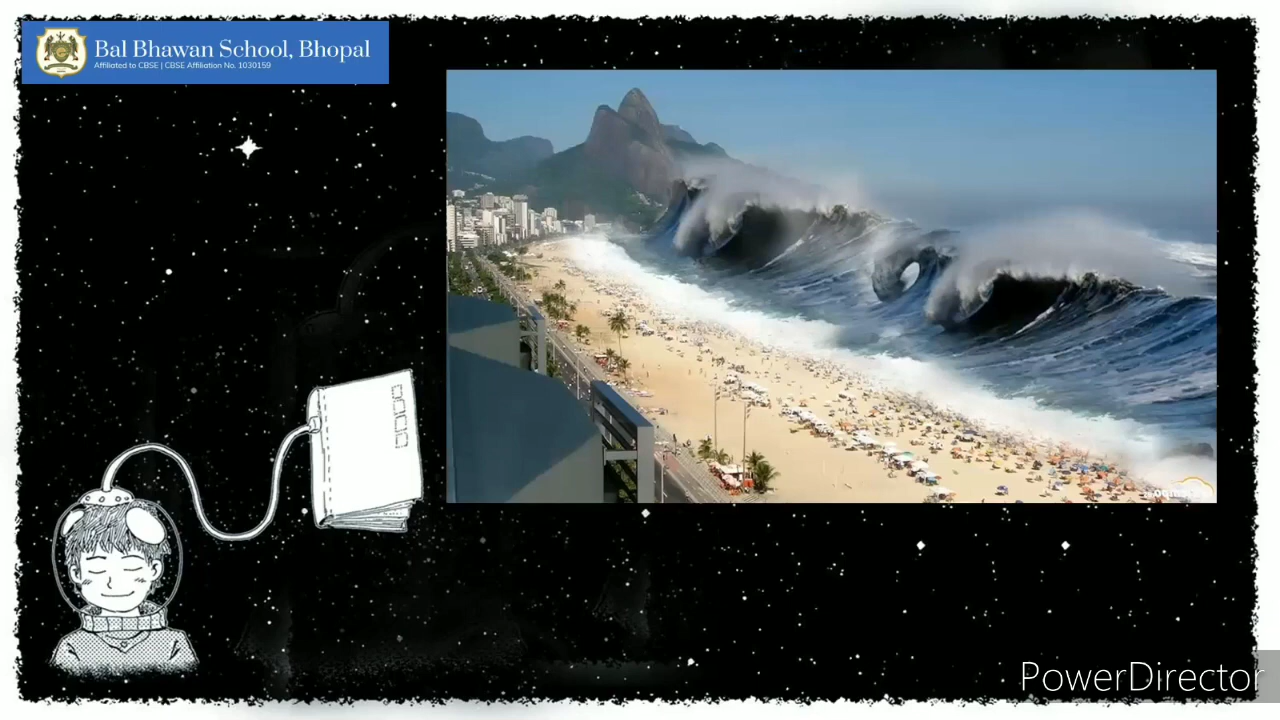 Bal Bhawan School, Bhopal
Affiliated to CBSE | CBSE Affiliation No. 1030159
PowerDirector